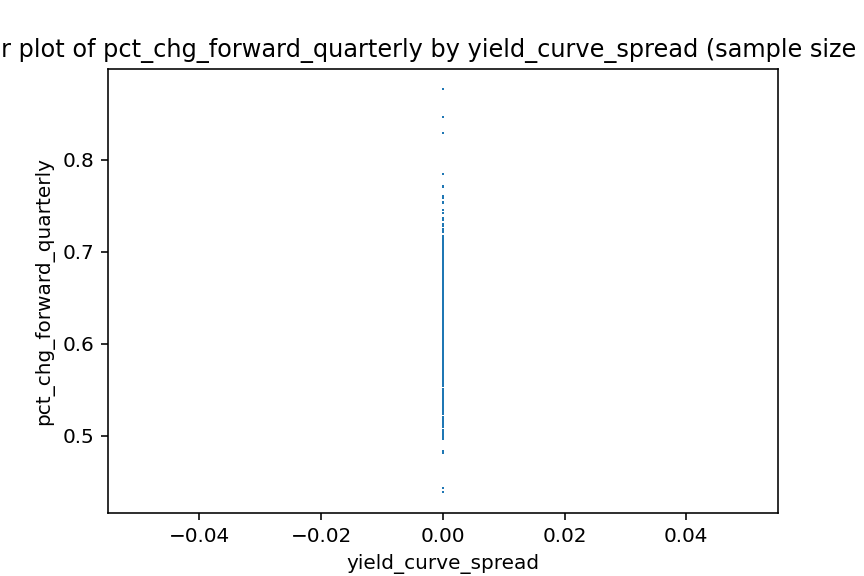 r plot of pct_chg_forward_quarterly by yield_curve_spread (sample size
pct_chg_forward_quarterly
0.8
0.7
0.6
0.5
−0.04 −0.02 0.00 0.02 0.04
yield_curve_spread